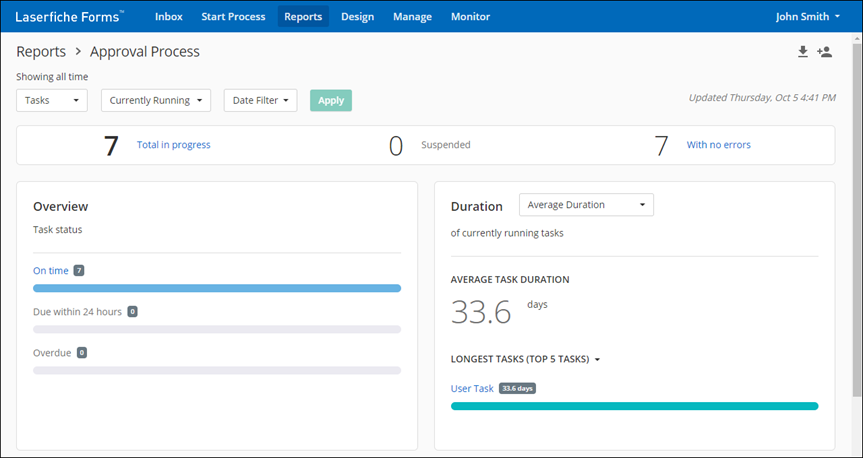 Laserfiche Forms™ Inbox Start Process Reports Design Manage Monitor John Smith
Reports > Approval Process
Showing all time
Tasks Currently Running Date Filter Apply Updated Thursday, Oct 5 4:41 PM
7 Total in progress 0 Suspended 7 With no errors
Overview
Task status
On time 7
Due within 24 hours 0
Overdue 0
Duration Average Duration
of currently running tasks
AVERAGE TASK DURATION
33.6 days
LONGEST TASKS (TOP 5 TASKS)
User Task 33.6 days